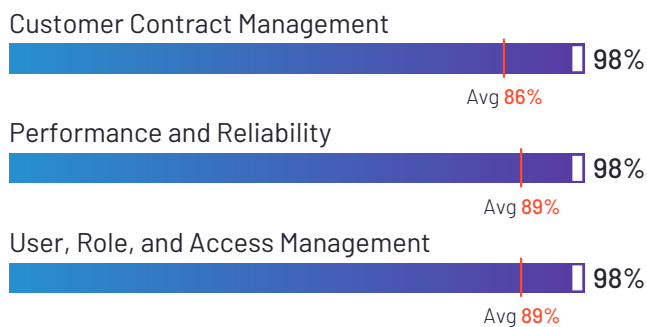 Customer Contract Management
98%
Avg 86%
Performance and Reliability
98%
Avg 89%
User, Role, and Access Management
98%
Avg 89%